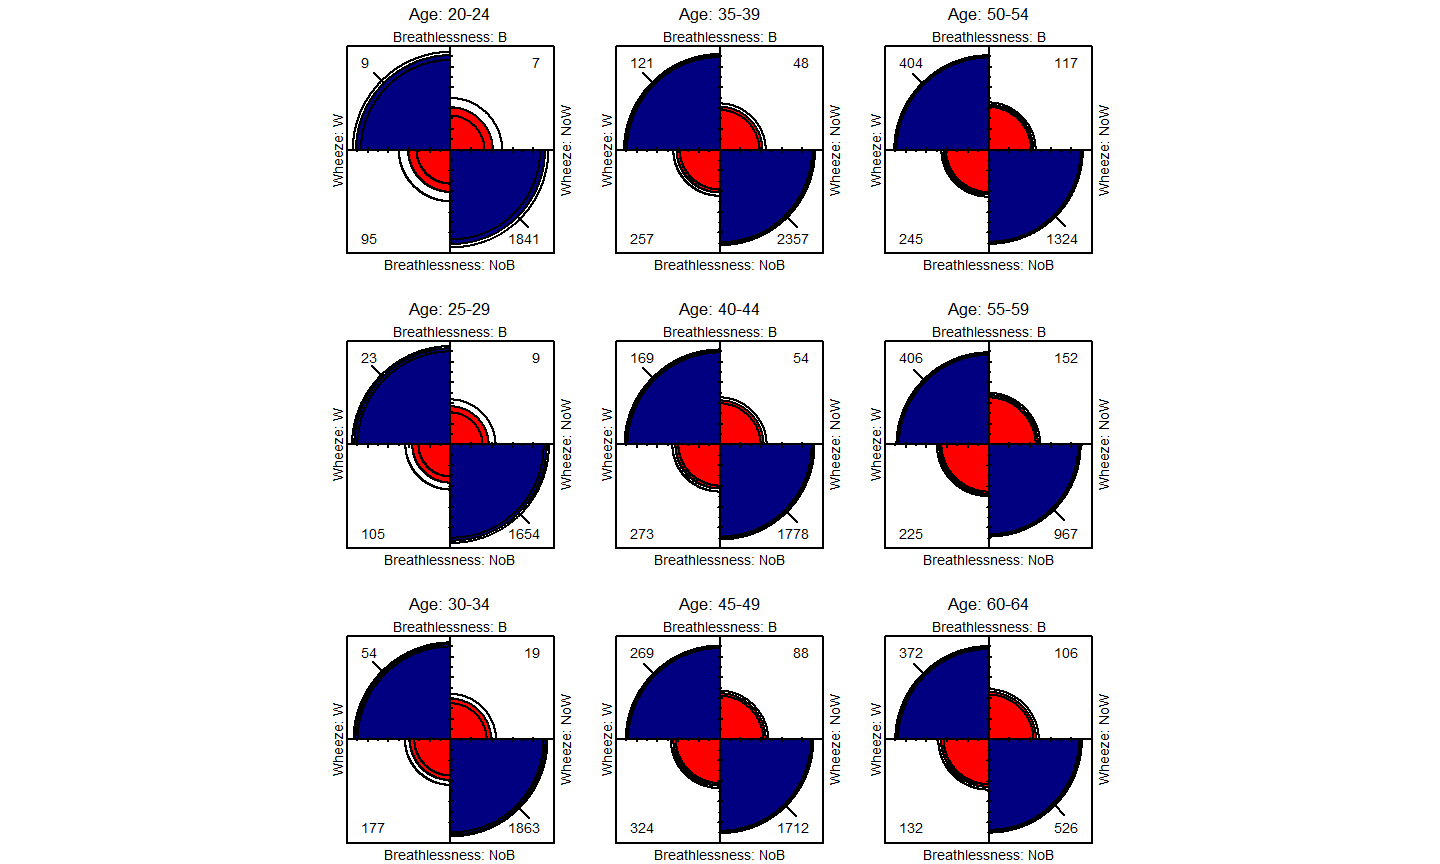 Age: 20-24
Breathlessness: B
9 7
Wheeze: W
Wheeze: NoW
95 1841
Breathlessness: NoB
Age: 35-39
Breathlessness: B
121 48
Wheeze: W
Wheeze: NoW
257 2357
Breathlessness: NoB
Age: 50-54
Breathlessness: B
404 117
Wheeze: W
Wheeze: NoW
245 1324
Breathlessness: NoB
Age: 25-29
Breathlessness: B
23 9
Wheeze: W
Wheeze: NoW
105 1654
Breathlessness: NoB
Age: 40-44
Breathlessness: B
169 54
Wheeze: W
Wheeze: NoW
273 1778
Breathlessness: NoB
Age: 55-59
Breathlessness: B
406 152
Wheeze: W
Wheeze: NoW
225 967
Breathlessness: NoB
Age: 30-34
Breathlessness: B
54 19
Wheeze: W
Wheeze: NoW
177 1863
Breathlessness: NoB
Age: 45-49
Breathlessness: B
269 88
Wheeze: W
Wheeze: NoW
324 1712
Breathlessness: NoB
Age: 60-64
Breathlessness: B
372 106
Wheeze: W
Wheeze: NoW
132 526
Breathlessness: NoB